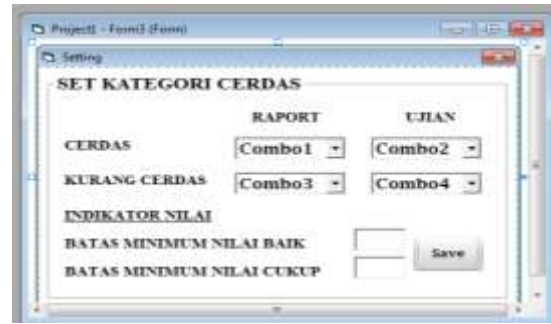 Project1 - Form3 (Form)
Setting
SET KATEGORI CERDAS
RAPORT UJIAN
CERDAS Combo1 Combo2
KURANG CERDAS Combo3 Combo4
INDIKATOR NILAI
BATAS MINIMUM NILAI BAIK
Save
BATAS MINIMUM NILAI CUKUP